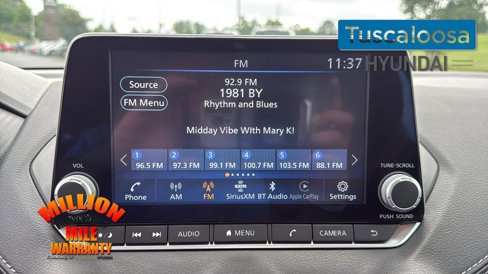 Tuscaloosa
HYUNDAI
FM
11:37
Source
92.9 FM
1981 BY
FM Menu
Rhythm and Blues
Midday Vibe WIth Mary K!
1 2 3 4 5 6
96.5 FM 97.3 FM 99.1 FM 100.7 FM 103.5 FM 88.1 FM
Phone AM FM SiriusXM BT Audio Apple CarPlay Settings
VOL
TUNE·SCROLL
PUSH SOUND
AUDIO MENU CAMERA
MILLION
MILE
WARRANTY